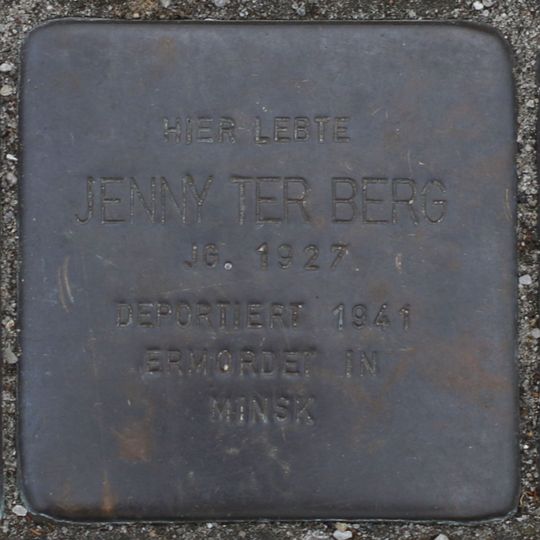 HIER LEBTE
JENNY TER BERG
JG. 1927
DEPORTIERT 1941
ERMORDET IN
MINSK